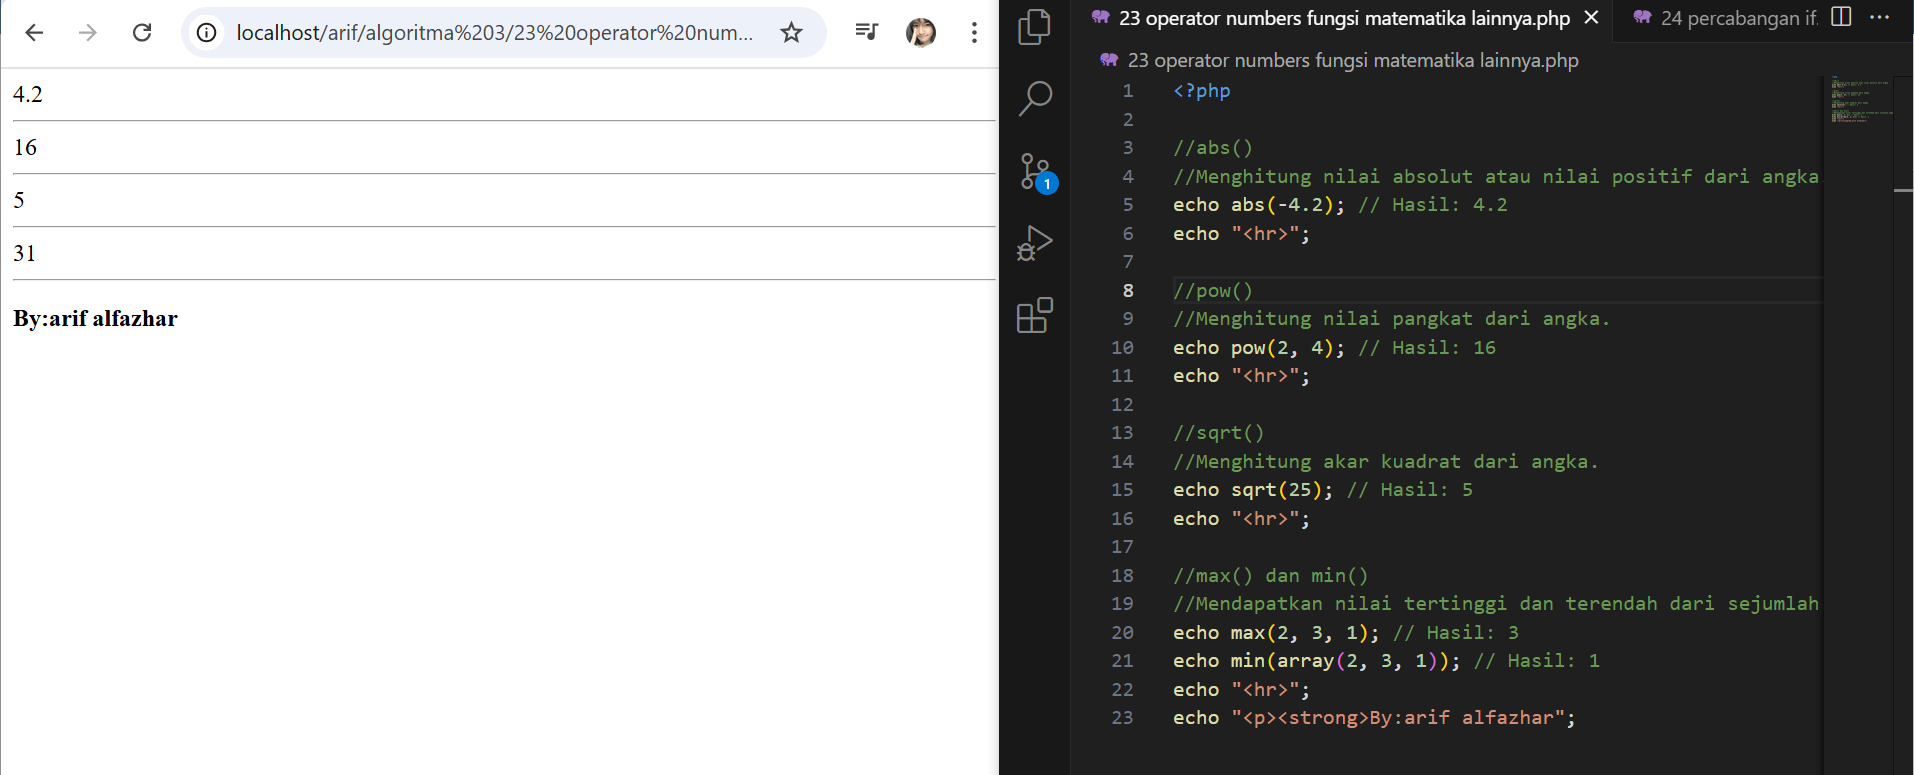 localhost/arif/algoritma%203/23%20operator%20num...
4.2
16
5
31
By:arif alfazhar
1
23 operator numbers fungsi matematika lainnya.php
24 percabangan if.
23 operator numbers fungsi matematika lainnya.php
1 <?php
2
3 //abs()
4 //Menghitung nilai absolut atau nilai positif dari angka
5 echo abs(-4.2); // Hasil: 4.2
6 echo "<hr>";
7
8 //pow()
9 //Menghitung nilai pangkat dari angka.
10 echo pow(2, 4); // Hasil: 16
11 echo "<hr>";
12
13 //sqrt()
14 //Menghitung akar kuadrat dari angka.
15 echo sqrt(25); // Hasil: 5
16 echo "<hr>";
17
18 //max() dan min()
19 //Mendapatkan nilai tertinggi dan terendah dari sejumlah
20 echo max(2, 3, 1); // Hasil: 3
21 echo min(array(2, 3, 1)); // Hasil: 1
22 echo "<hr>";
23 echo "<p><strong>By:arif alfazhar";